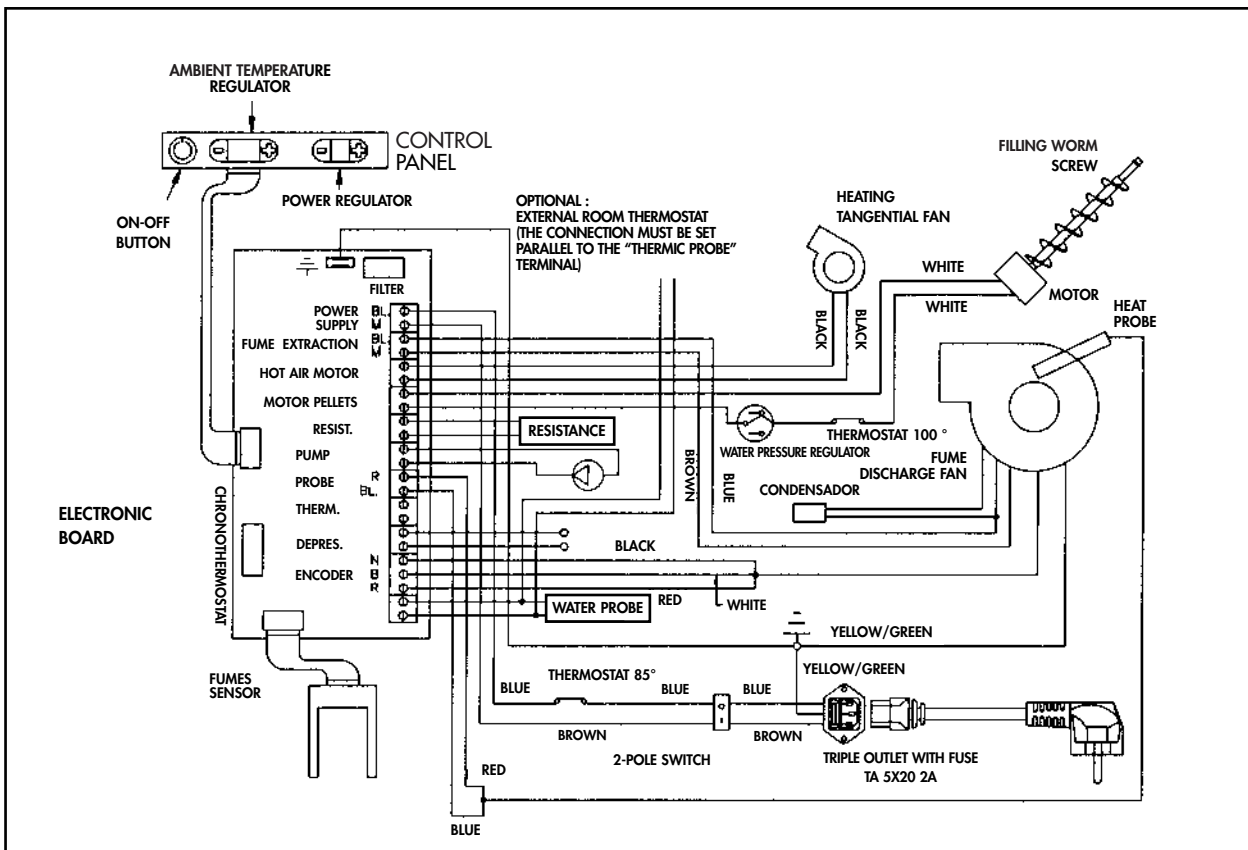 AMBIENT TEMPERATURE
REGULATOR
CONTROL
PANEL
ON-OFF
BUTTON
POWER REGULATOR
OPTIONAL :
EXTERNAL ROOM THERMOSTAT
(THE CONNECTION MUST BE SET
PARALLEL TO THE “THERMIC PROBE”
TERMINAL)
HEATING
TANGENTIAL FAN
FILLING WORM
SCREW
WHITE
WHITE
MOTOR
HEAT
PROBE
BLACK
BLACK
FILTER
POWER BL.
SUPPLY M
FUME EXTRACTION BL.
M
HOT AIR MOTOR
MOTOR PELLETS
RESIST.
PUMP
PROBE R
BL.
THERM.
DEPRES.
ENCODER N
B
R
RESISTANCE
WATER PRESSURE REGULATOR
THERMOSTAT 100 °
FUME
DISCHARGE FAN
BROWN
BLUE
CONDENSADOR
ELECTRONIC
BOARD
CHRONOTHERMOSTAT
BLACK
RED
WHITE
WATER PROBE
YELLOW/GREEN
YELLOW/GREEN
FUMES
SENSOR
THERMOSTAT 85°
BLUE
BLUE
BLUE
BROWN
BROWN
2-POLE SWITCH
TRIPLE OUTLET WITH FUSE
TA 5X20 2A
RED
BLUE